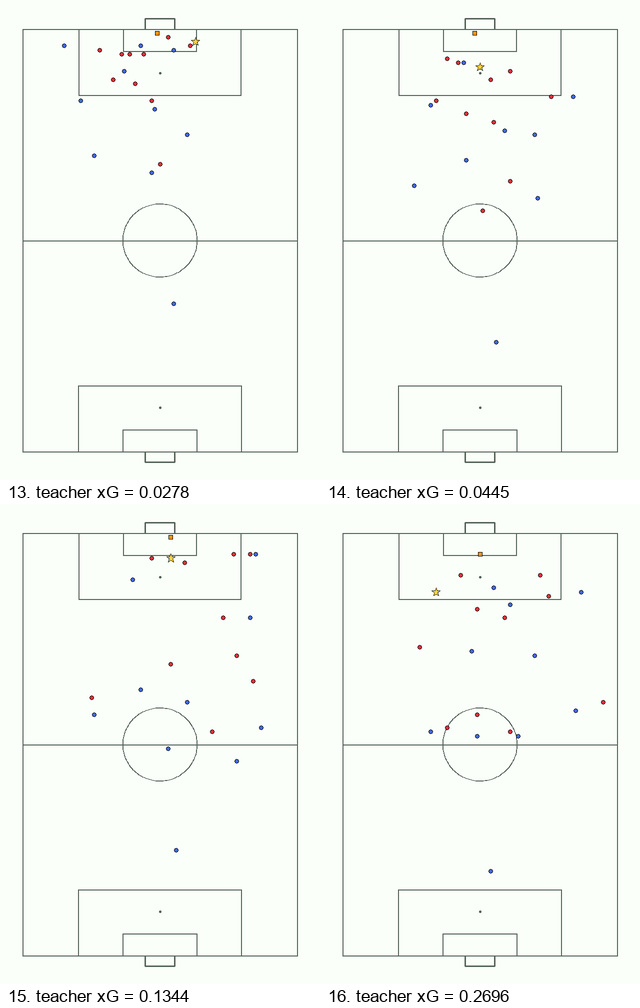 13. teacher xG = 0.0278
14. teacher xG = 0.0445
15. teacher xG = 0.1344
16. teacher xG = 0.2696